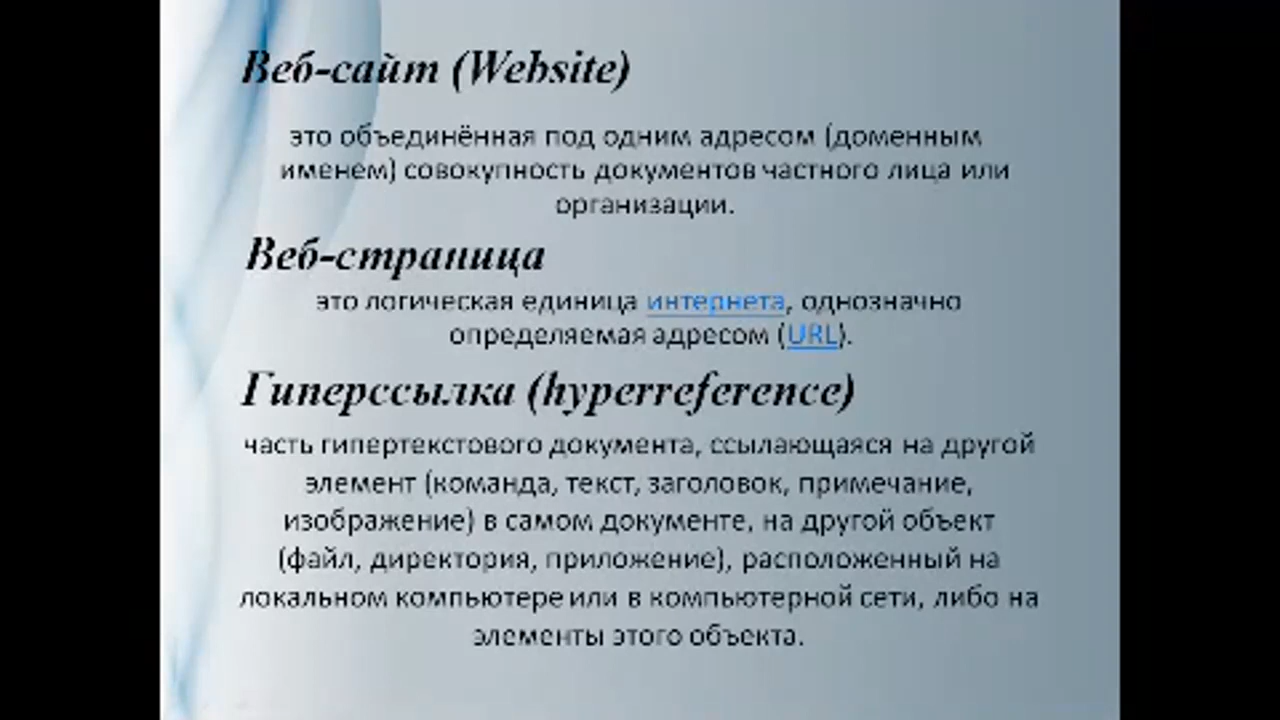 Веб-сайт (Website)
это объединённая под одним адресом (доменным
именем) совокупность документов частного лица или
организации.
Веб-страница
это логическая единица интернета, однозначно
определяемая адресом (URL).
Гиперссылка (hyperreference)
часть гипертекстового документа, ссылающаяся на другой
элемент (команда, текст, заголовок, примечание,
изображение) в самом документе, на другой объект
(файл, директория, приложение), расположенный на
локальном компьютере или в компьютерной сети, либо на
элементы этого объекта.